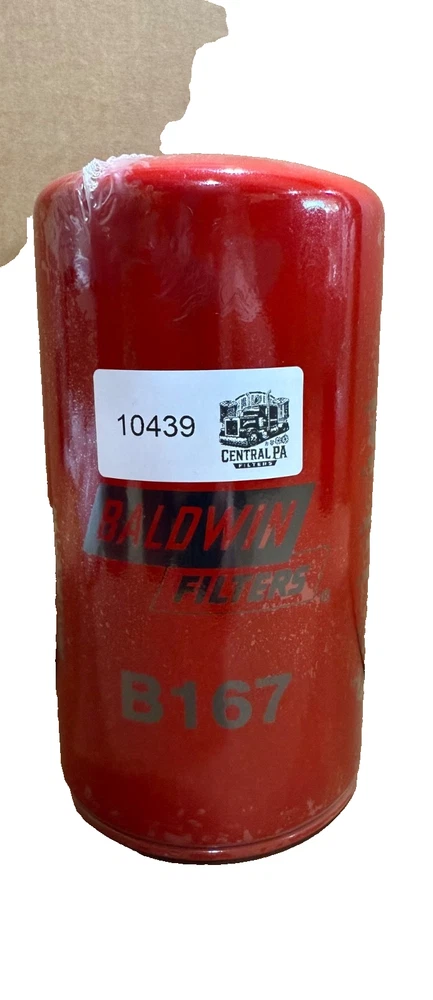 10439
CENTRAL PA
FILTERS
BALDWIN
FILTERS
B167